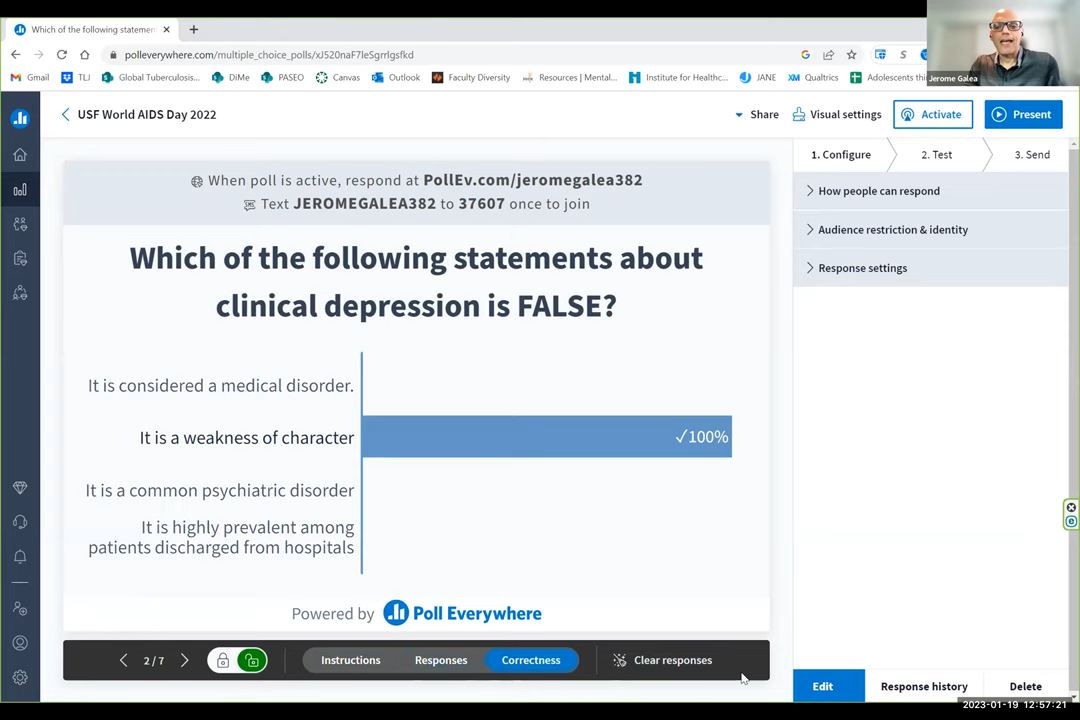 Which of the following statemen
polleverywhere.com/multiple_choice_polls/xJ520naF7leSgrrlgsfkd
Gmail TLJ Global Tuberculosis... DiMe PASEO Canvas Outlook Faculty Diversity Resources | Mental... Institute for Healthc... JANE XM Qualtrics Adolescents thi
Jerome Galea
USF World AIDS Day 2022
Share Visual settings Activate Present
1. Configure 2. Test 3. Send
How people can respond
Audience restriction & identity
Response settings
When poll is active, respond at PollEv.com/jeromegalea382
Text JEROMEGALEA382 to 37607 once to join
Which of the following statements about
clinical depression is FALSE?
It is considered a medical disorder.
It is a weakness of character ✓100%
It is a common psychiatric disorder
It is highly prevalent among
patients discharged from hospitals
Powered by Poll Everywhere
2 / 7 Instructions Responses Correctness Clear responses
Edit Response history Delete
2023-01-19 12:57:21